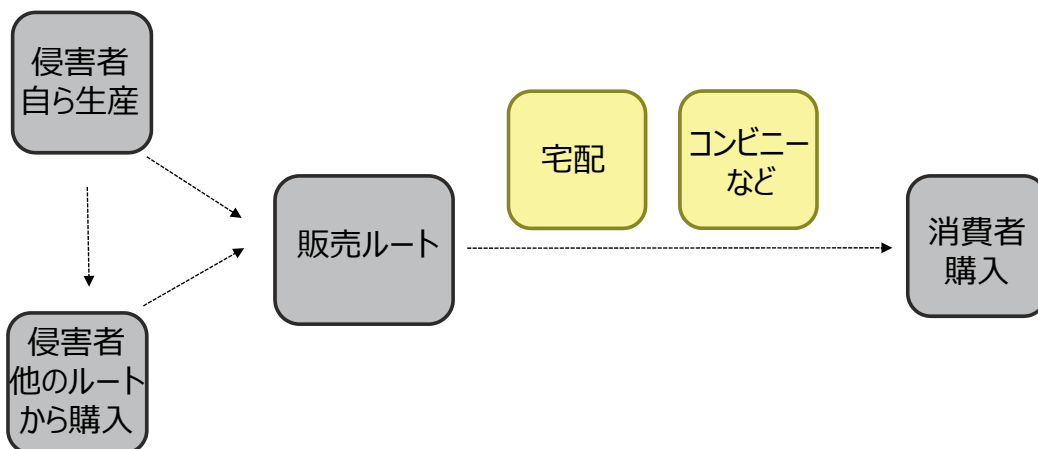 侵害者
自ら生産
宅配
コンビニー
など
販売ルート
消費者
購入
侵害者
他のルート
から購入